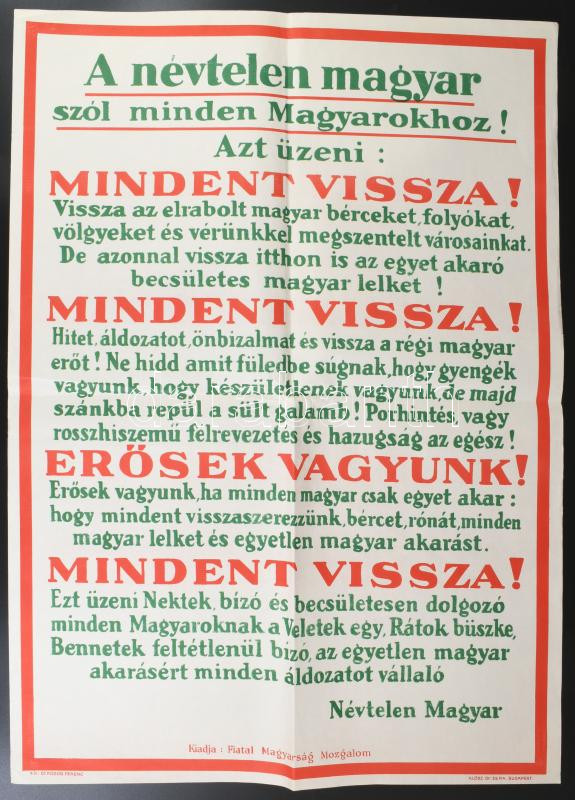 A névtelen magyar
szól minden Magyarokhoz!
Azt üzeni:
MINDENT VISSZA!
Vissza az elrabolt magyar bérceket, folyókat,
völgyeket és vérünkkel megszentelt városainkat.
De azonnal vissza itthon is az egyet akaró
becsületes magyar lelket!
MINDENT VISSZA!
Hitet, áldozatot, önbizalmat és vissza a régi magyar
erőt! Ne hidd amit füledbe súgnak, hogy gyengék
vagyunk, hogy készületlenek vagyunk, de majd
szánkba repül a sült galamb! Porhintés, vagy
rosszhiszemű félrevezetés és hazugság az egész!
ERŐSEK VAGYUNK!
Erősek vagyunk, ha minden magyar csak egyet akar:
hogy mindent visszaszerezzünk, bércet, rónát, minden
magyar lelket és egyetlen magyar akarást.
MINDENT VISSZA!
Ezt üzeni Nektek, bízó és becsületesen dolgozó
minden Magyaroknak a Veletek egy, Rátok büszke,
Bennetek feltétlenül bízó, az egyetlen magyar
akarásért minden áldozatot vállaló
Névtelen Magyar
Kiadja: Fiatal Magyarság Mozgalom
FERENC
BUDAPEST